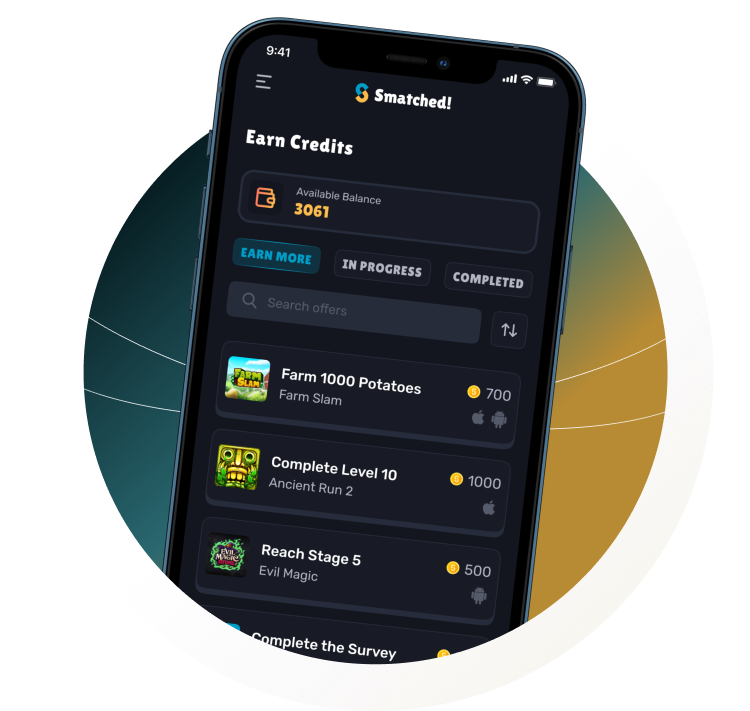 9:41
Smatched!
Earn Credits
Available Balance
3061
EARN MORE
IN PROGRESS
COMPLETED
Search offers
FARM
SLAM
Farm 1000 Potatoes
Farm Slam
700
Complete Level 10
Ancient Run 2
1000
EVIL
MAGIC
Reach Stage 5
Evil Magic
500
Complete the Survey